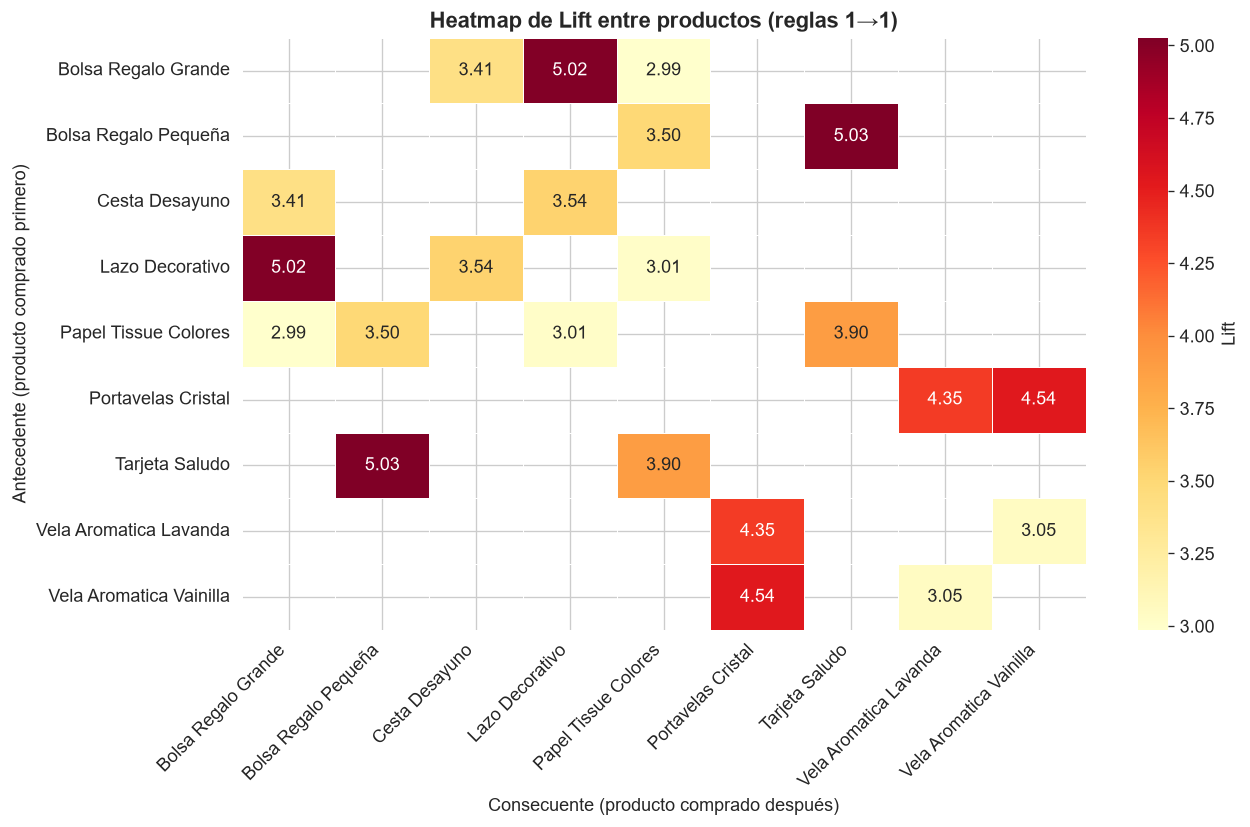 Heatmap de Lift entre productos (reglas 1→1)
Antecedente (producto comprado primero)
Bolsa Regalo Grande 3.41 5.02 2.99
Bolsa Regalo Pequeña 3.50 5.03
Cesta Desayuno 3.41 3.54
Lazo Decorativo 5.02 3.54 3.01
Papel Tissue Colores 2.99 3.50 3.01 3.90
Portavelas Cristal 4.35 4.54
Tarjeta Saludo 5.03 3.90
Vela Aromatica Lavanda 4.35 3.05
Vela Aromatica Vainilla 4.54 3.05
Bolsa Regalo Grande
Bolsa Regalo Pequeña
Cesta Desayuno
Lazo Decorativo
Papel Tissue Colores
Portavelas Cristal
Tarjeta Saludo
Vela Aromatica Lavanda
Vela Aromatica Vainilla
Consecuente (producto comprado después)
5.00
4.75
4.50
4.25
4.00
3.75
3.50
3.25
3.00
Lift